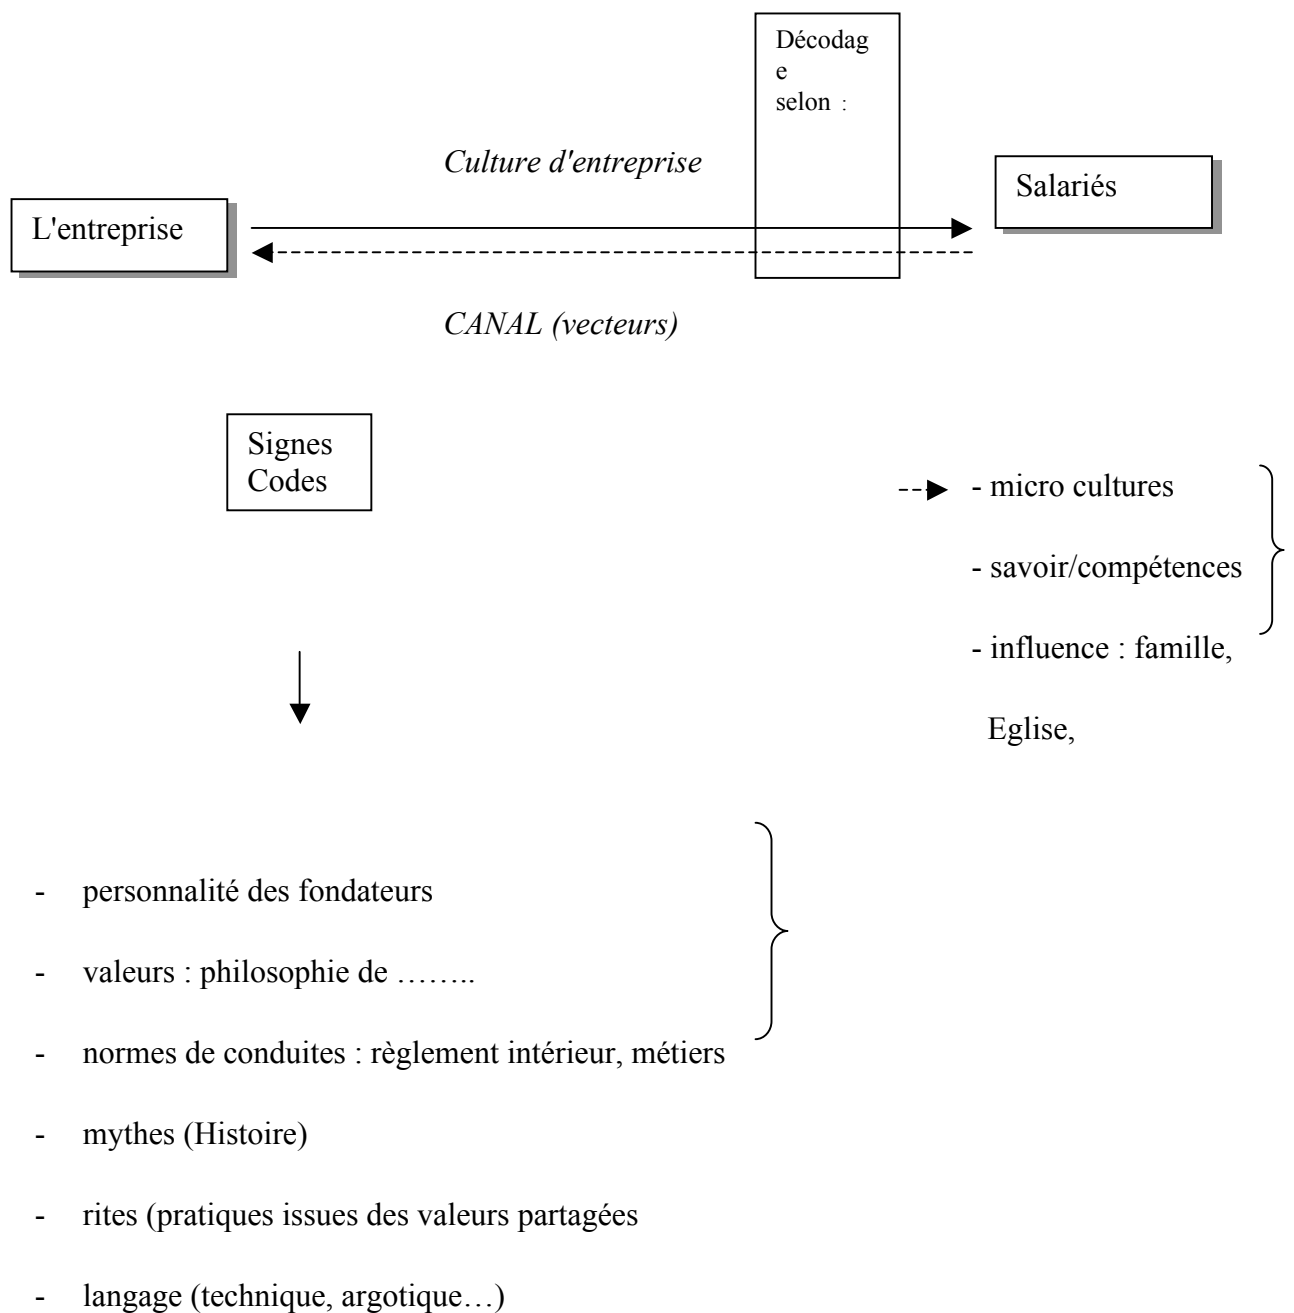 Décodag
e
selon :
Culture d'entreprise
Salariés
L'entreprise
CANAL (vecteurs)
Signes
Codes
- micro cultures
- savoir/compétences
- influence : famille,
Eglise,
- personnalité des fondateurs
- valeurs : philosophie de ……..
- normes de conduites : règlement intérieur, métiers
- mythes (Histoire)
- rites (pratiques issues des valeurs partagées
- langage (technique, argotique…)